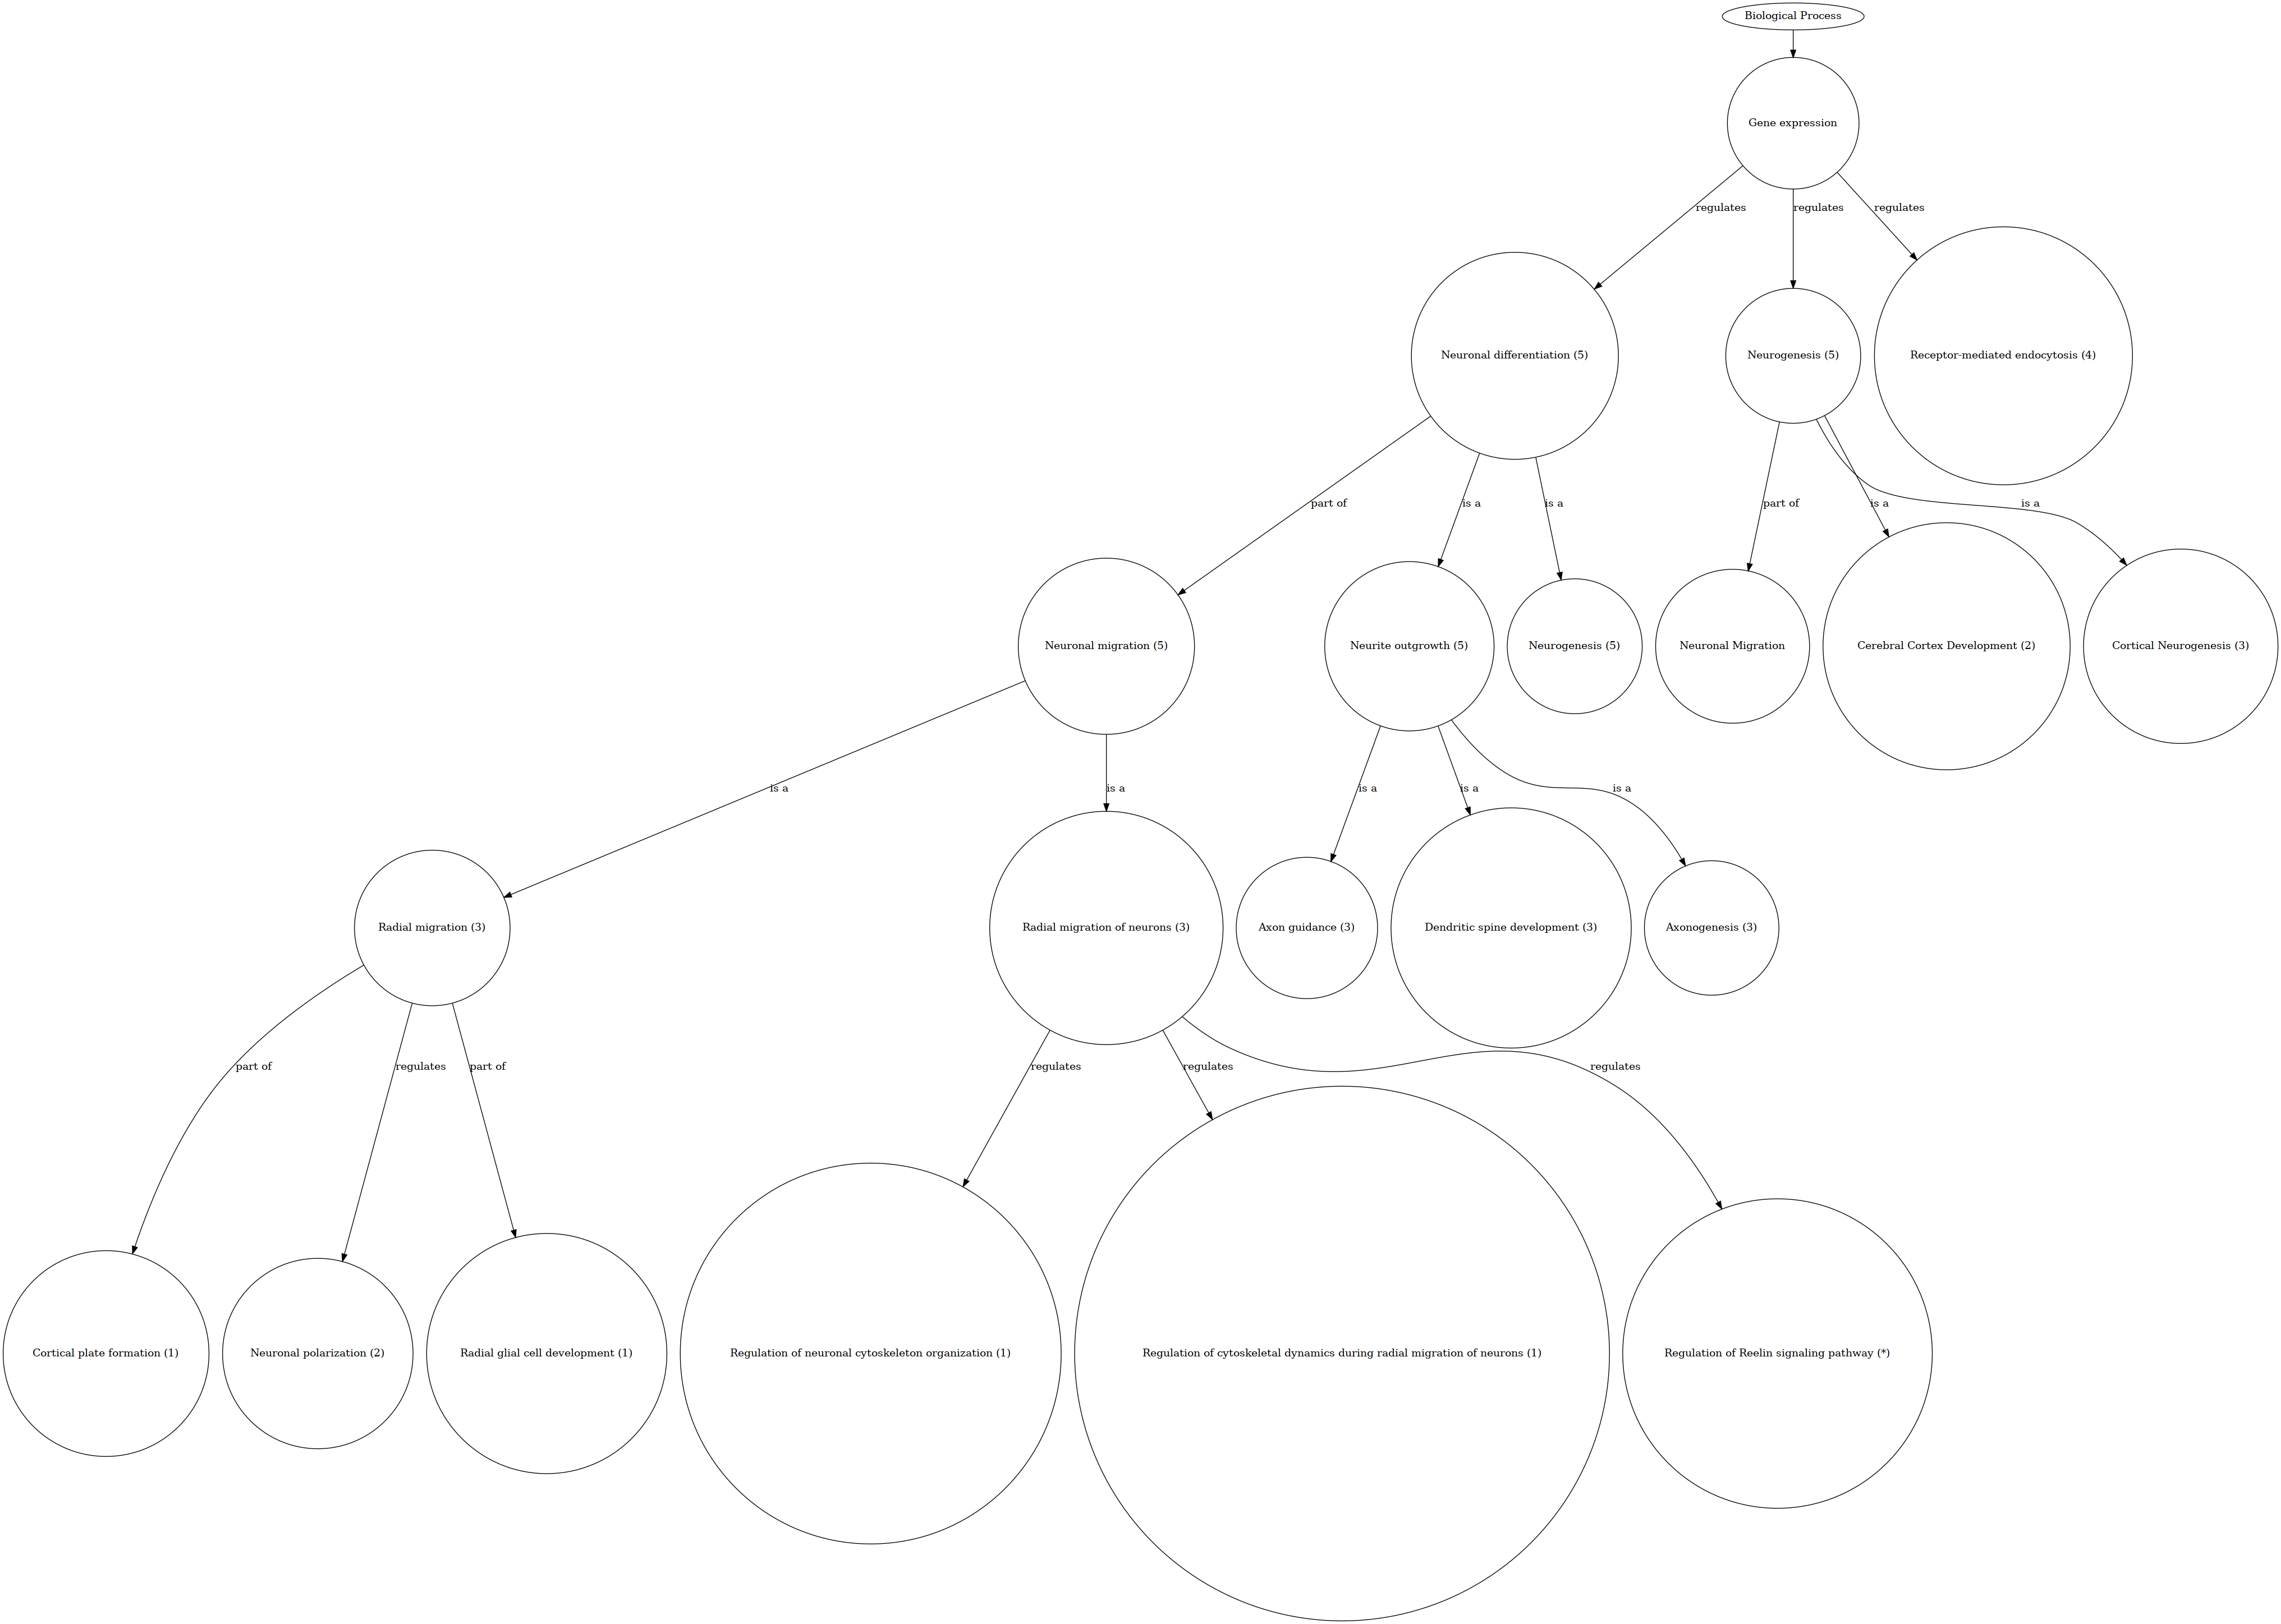 Biological Process
Gene expression
regulates
regulates
regulates
Neuronal differentiation (5)
Neurogenesis (5)
Receptor-mediated endocytosis (4)
part of
is a
is a
part of
is a
is a
Neuronal migration (5)
Neurite outgrowth (5)
Neurogenesis (5)
Neuronal Migration
Cerebral Cortex Development (2)
Cortical Neurogenesis (3)
is a
is a
is a
is a
is a
Radial migration (3)
Radial migration of neurons (3)
Axon guidance (3)
Dendritic spine development (3)
Axonogenesis (3)
part of
regulates
part of
regulates
regulates
regulates
Cortical plate formation (1)
Neuronal polarization (2)
Radial glial cell development (1)
Regulation of neuronal cytoskeleton organization (1)
Regulation of cytoskeletal dynamics during radial migration of neurons (1)
Regulation of Reelin signaling pathway (*)